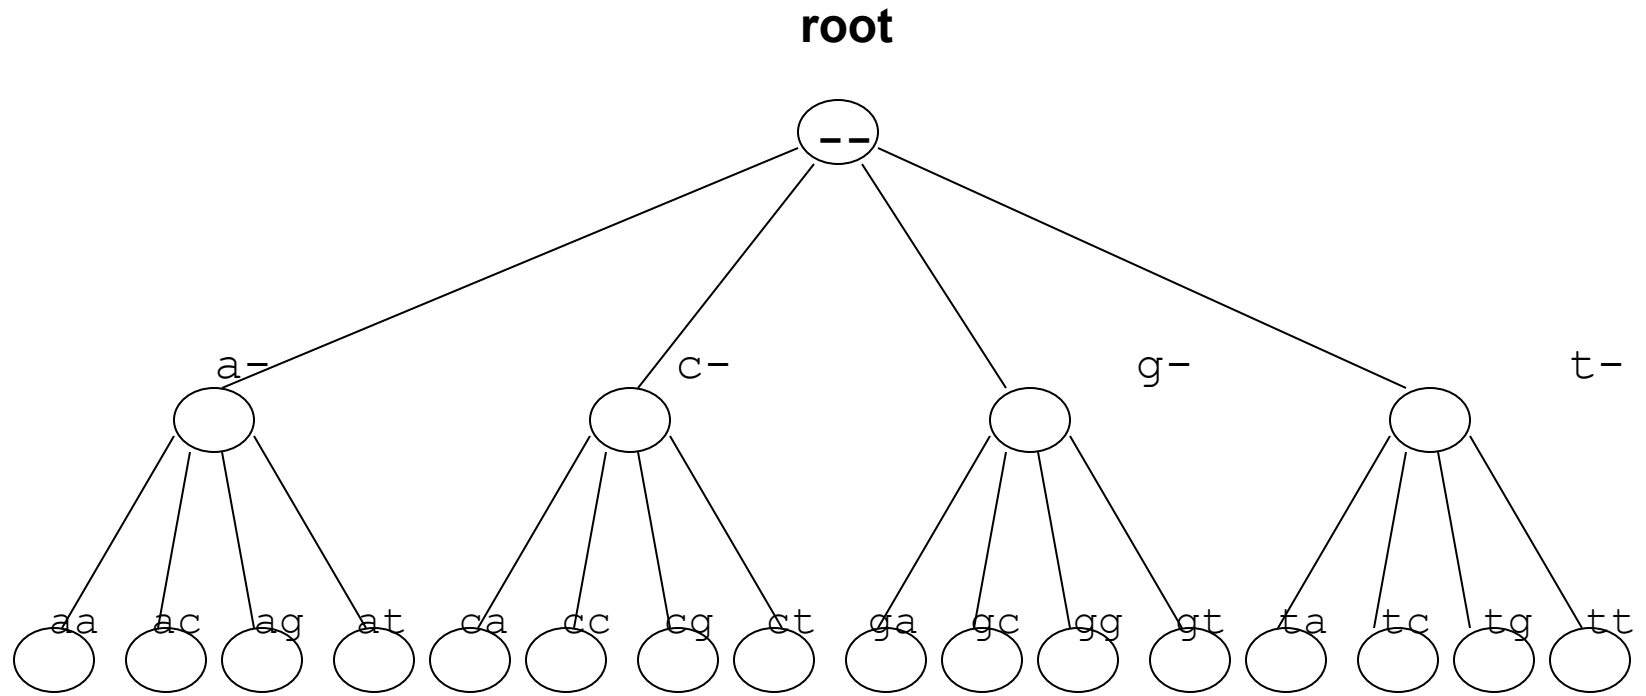 root
--
a- c- g- t-
aa ac ag at ca cc cg ct ga gc gg gt ta tc tg tt